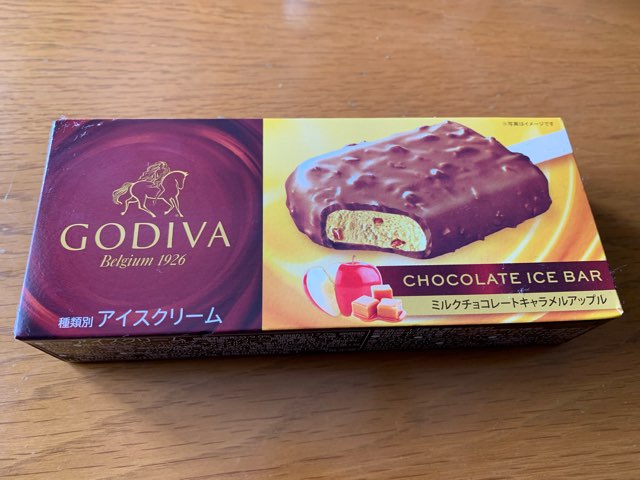 GODIVA
Belgium 1926
種類別 アイスクリーム
※写真はイメージです
CHOCOLATE ICE BAR
ミルクチョコレートキャラメルアップル